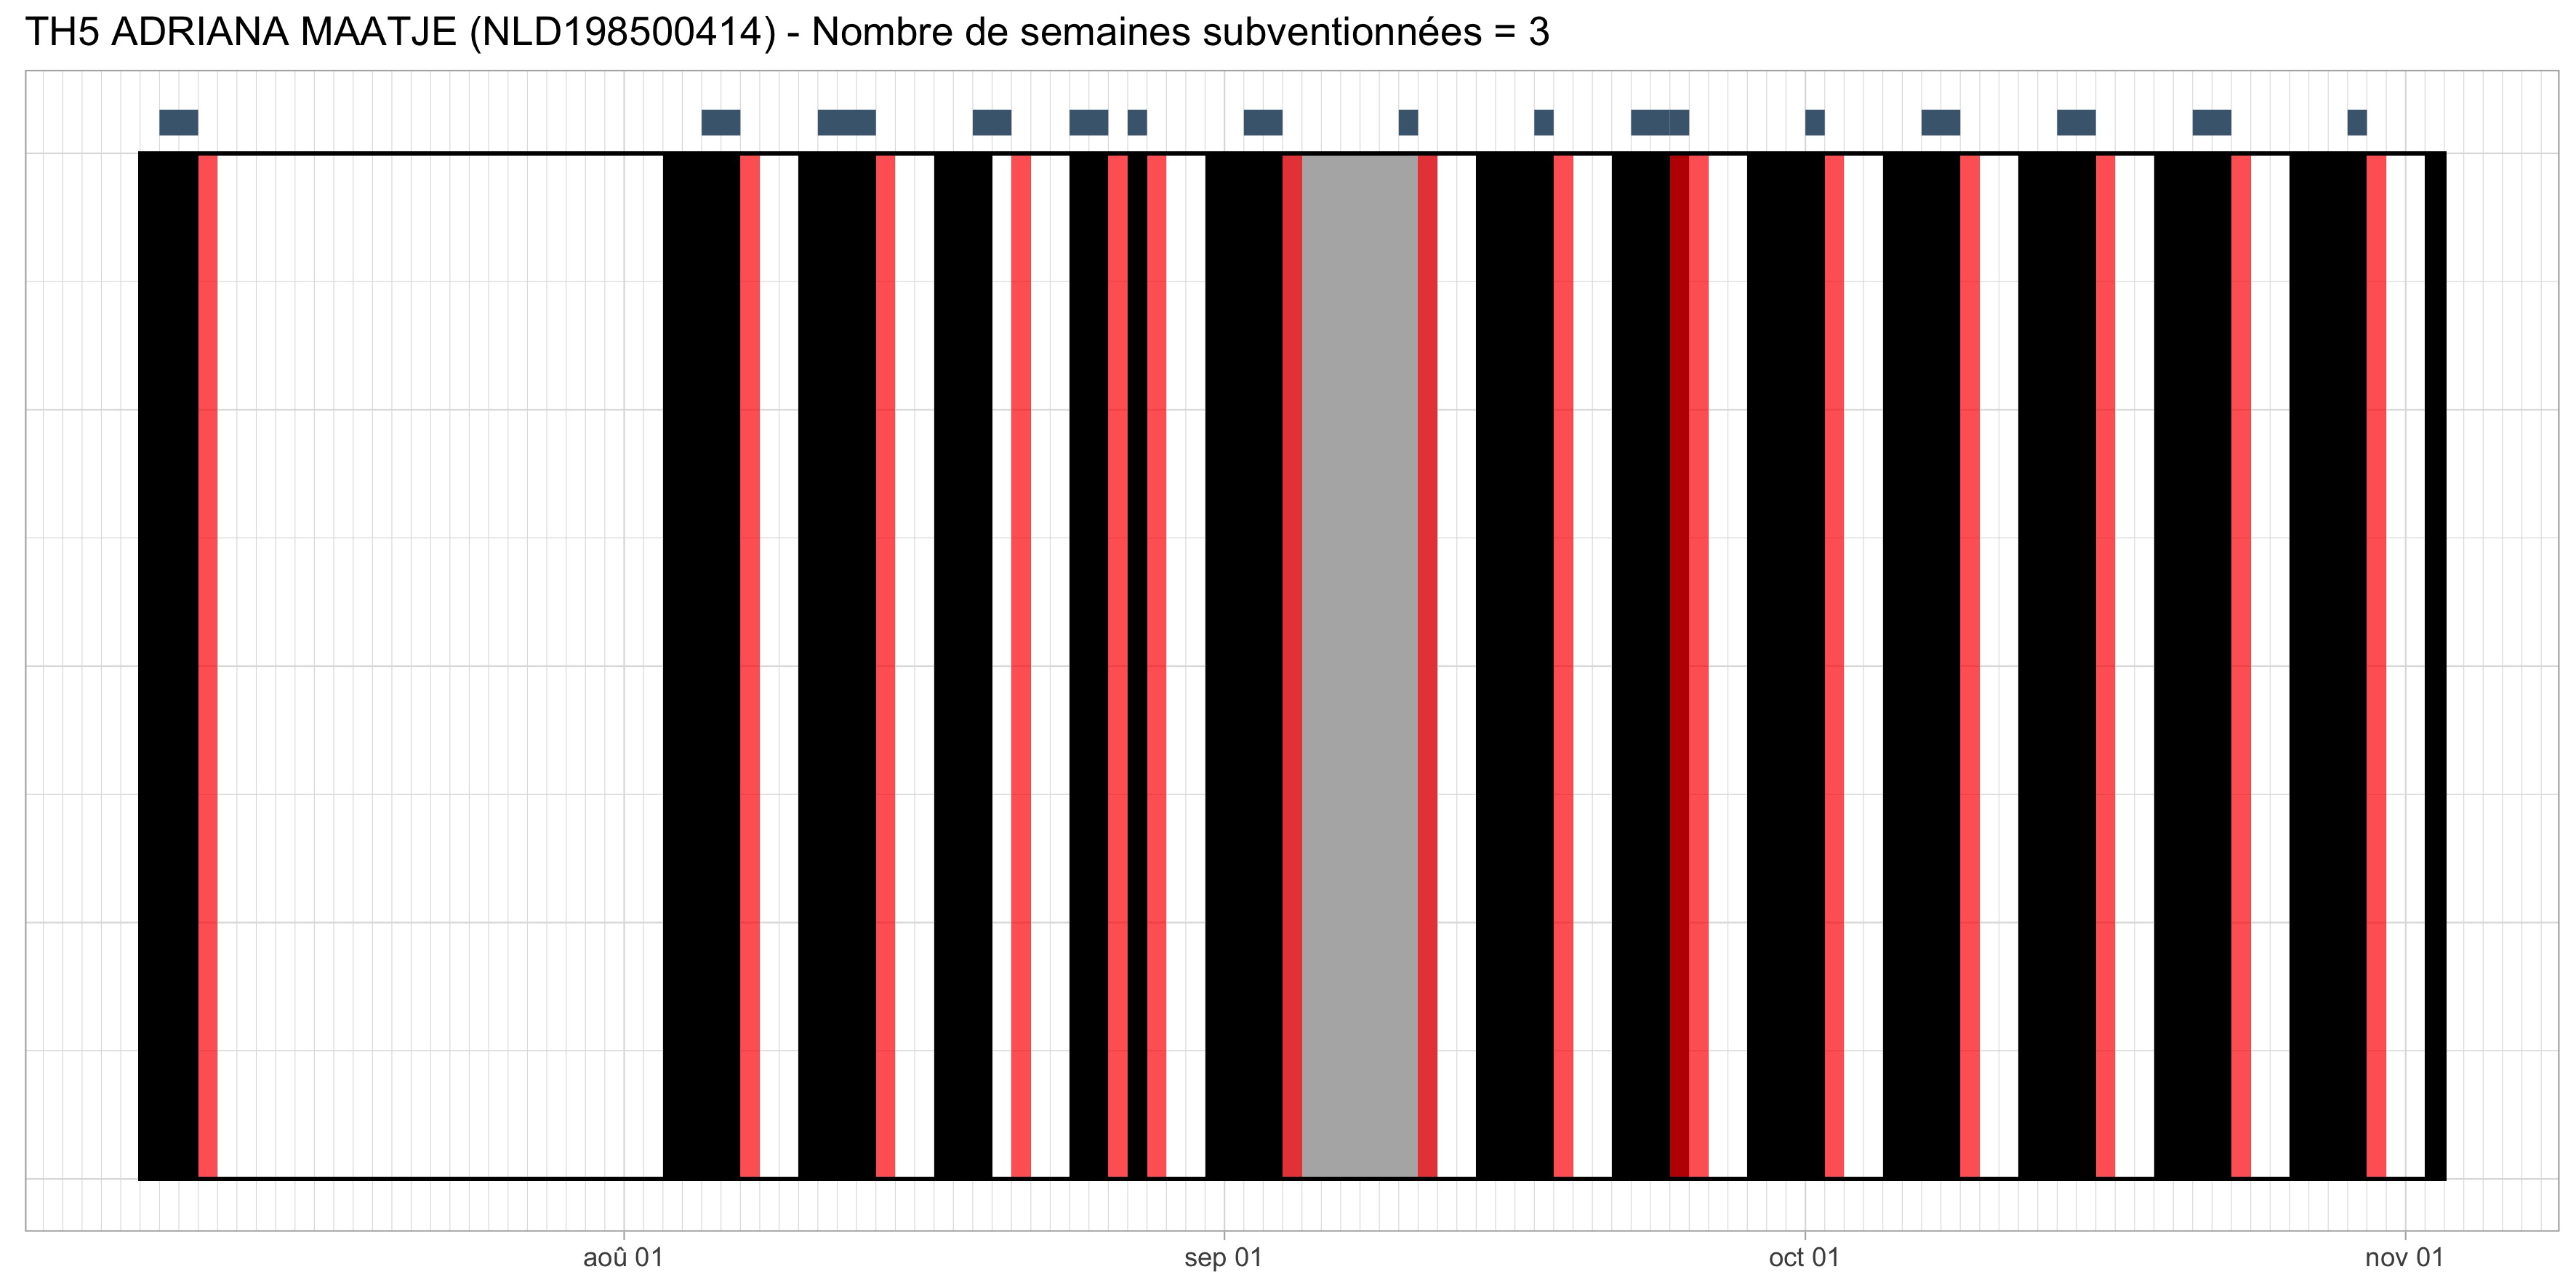 TH5 ADRIANA MAATJE (NLD198500414) - Nombre de semaines subventionnées = 3
aoû 01
sep 01
oct 01
nov 01